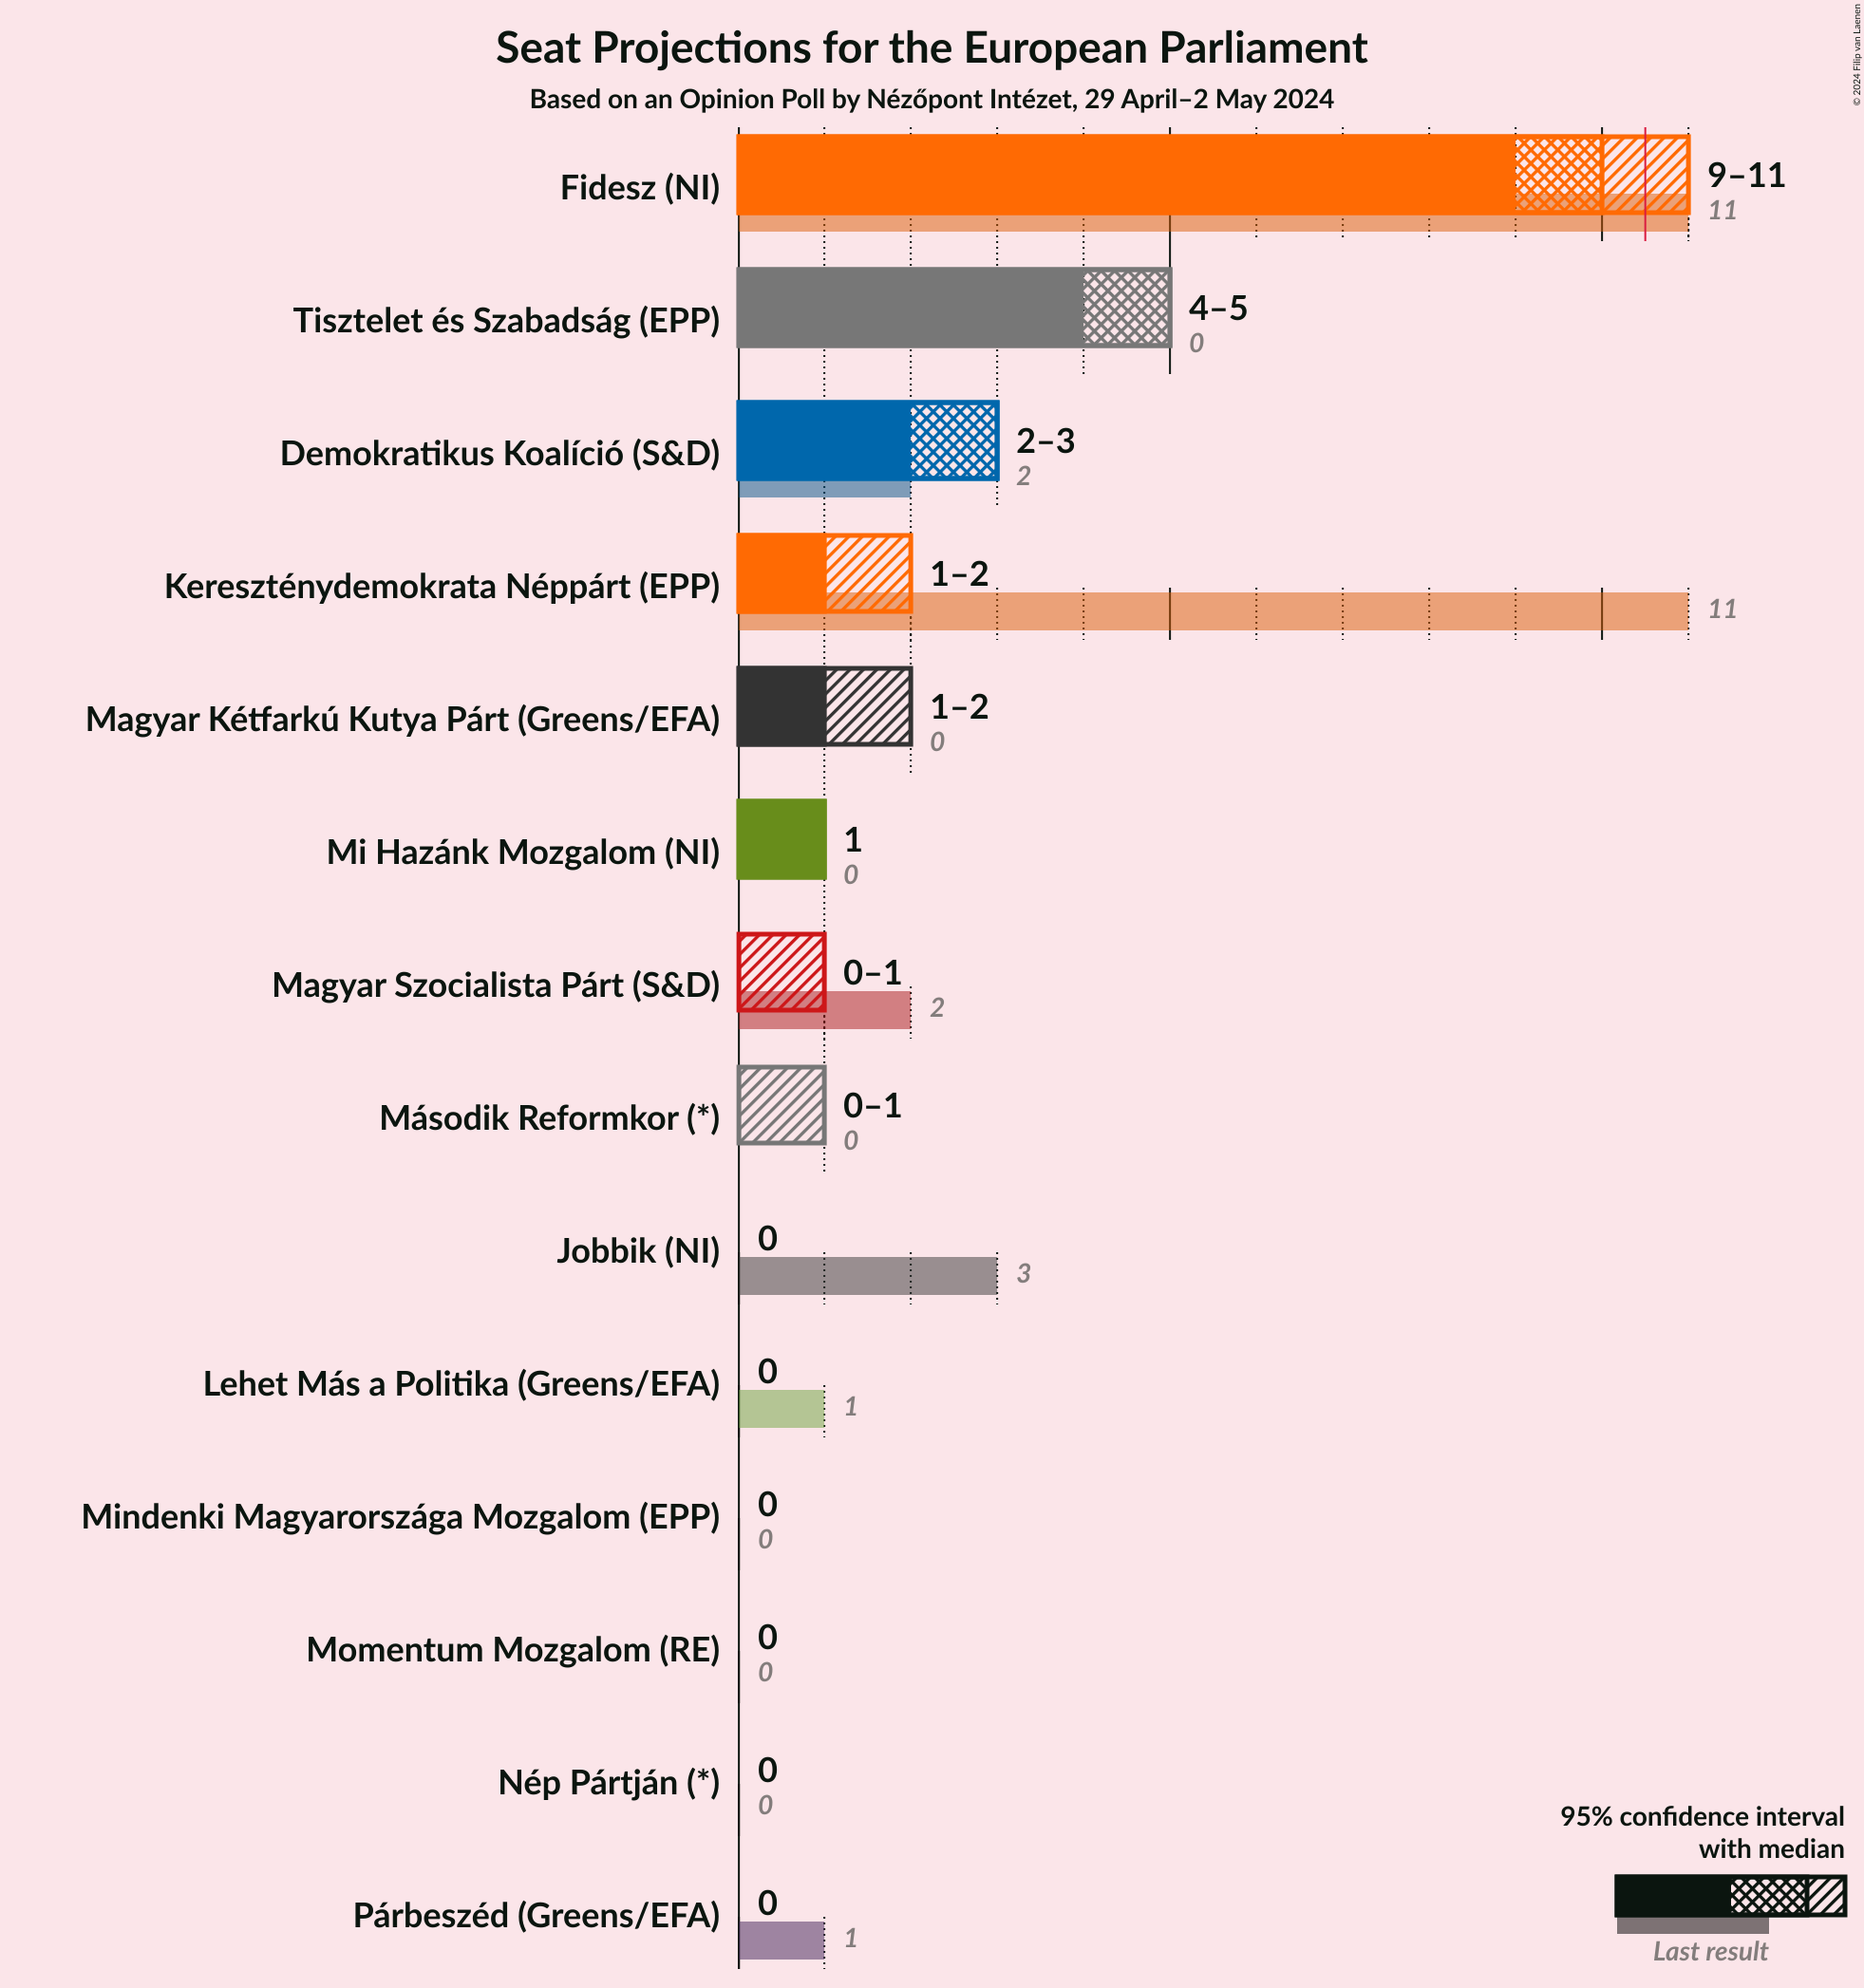 Seat Projections for the European Parliament
Based on an Opinion Poll by Nézőpont Intézet, 29 April–2 May 2024
© 2024 Filip van Laenen
Fidesz (NI)
9–11
11
Tisztelet és Szabadság (EPP)
4–5
0
Demokratikus Koalíció (S&D)
2–3
2
Kereszténydemokrata Néppárt (EPP)
1–2
11
Magyar Kétfarkú Kutya Párt (Greens/EFA)
1–2
0
Mi Hazánk Mozgalom (NI)
1
0
Magyar Szocialista Párt (S&D)
0–1
2
Második Reformkor (*)
0–1
0
Jobbik (NI)
0
3
Lehet Más a Politika (Greens/EFA)
0
1
Mindenki Magyarországa Mozgalom (EPP)
0
0
Momentum Mozgalom (RE)
0
0
Nép Pártján (*)
0
0
Párbeszéd (Greens/EFA)
0
1
95% confidence interval
with median
Last result